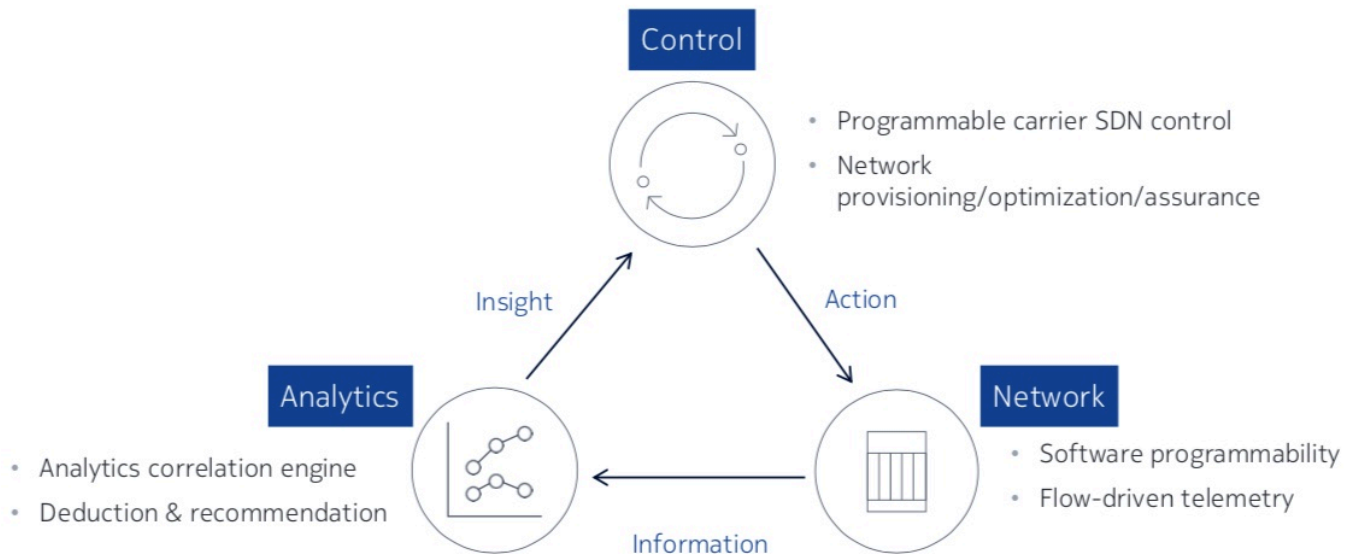 Control
• Programmable carrier SDN control
• Network
provisioning/optimization/assurance
Insight
Action
Analytics
• Analytics correlation engine
• Deduction & recommendation
Network
• Software programmability
• Flow-driven telemetry
Information